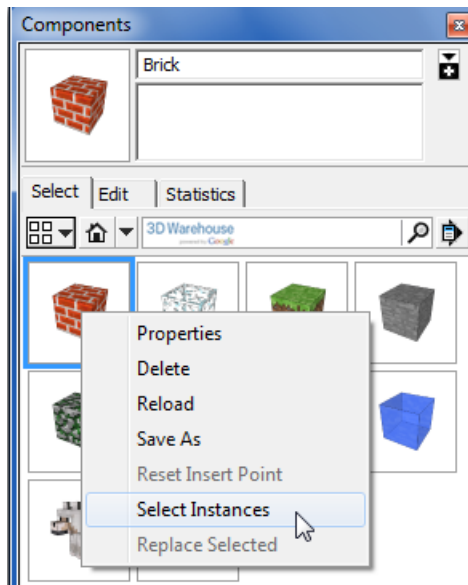 Components
Brick
Select Edit Statistics
3D Warehouse
powered by Google
Properties
Delete
Reload
Save As
Reset Insert Point
Select Instances
Replace Selected